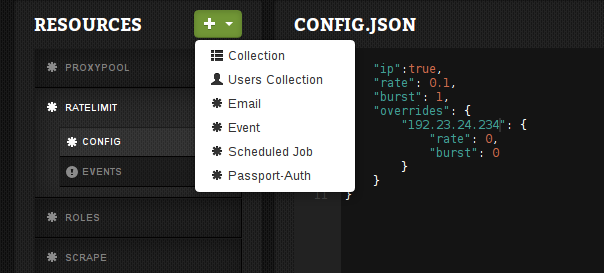 RESOURCES
PROXYPOOL
RATELIMIT
CONFIG
EVENTS
ROLES
SCRAPE
Collection
Users Collection
Email
Event
Scheduled Job
Passport-Auth
CONFIG.JSON
"ip":true,
"rate": 0.1,
"burst": 1,
"overrides": {
"192.23.24.234": {
"rate": 0,
"burst": 0
}
}
11 }